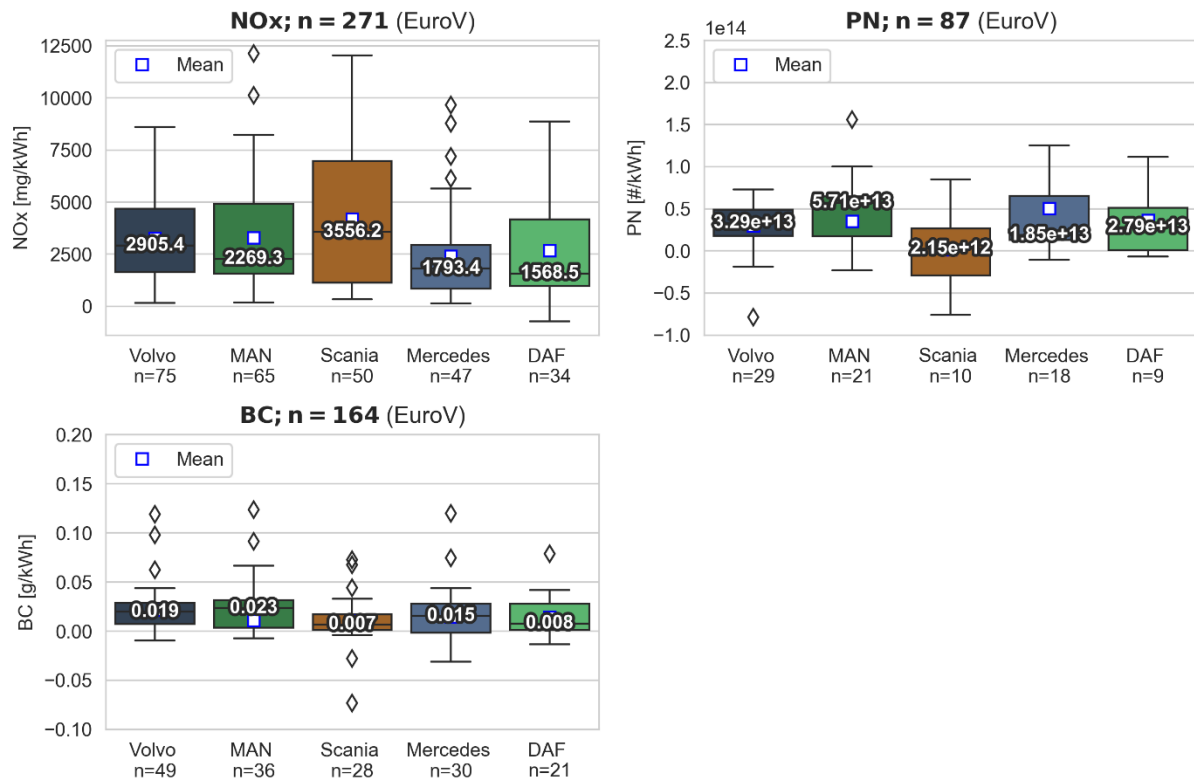 NOx; n = 271 (EuroV)
NOx [mg/kWh]
12500
10000
7500
5000
2500
0
Mean
2905.4
2269.3
3556.2
1793.4
1568.5
Volvo MAN Scania Mercedes DAF
n=75 n=65 n=50 n=47 n=34
PN; n = 87 (EuroV)
1e14
PN [#/kWh]
2.5
2.0
1.5
1.0
0.5
0.0
−0.5
−1.0
Mean
3.29e+13
5.71e+13
2.15e+12
1.85e+13
2.79e+13
Volvo MAN Scania Mercedes DAF
n=29 n=21 n=10 n=18 n=9
BC; n = 164 (EuroV)
BC [g/kWh]
0.20
0.15
0.10
0.05
0.00
−0.05
−0.10
Mean
0.019
0.023
0.007
0.015
0.008
Volvo MAN Scania Mercedes DAF
n=49 n=36 n=28 n=30 n=21